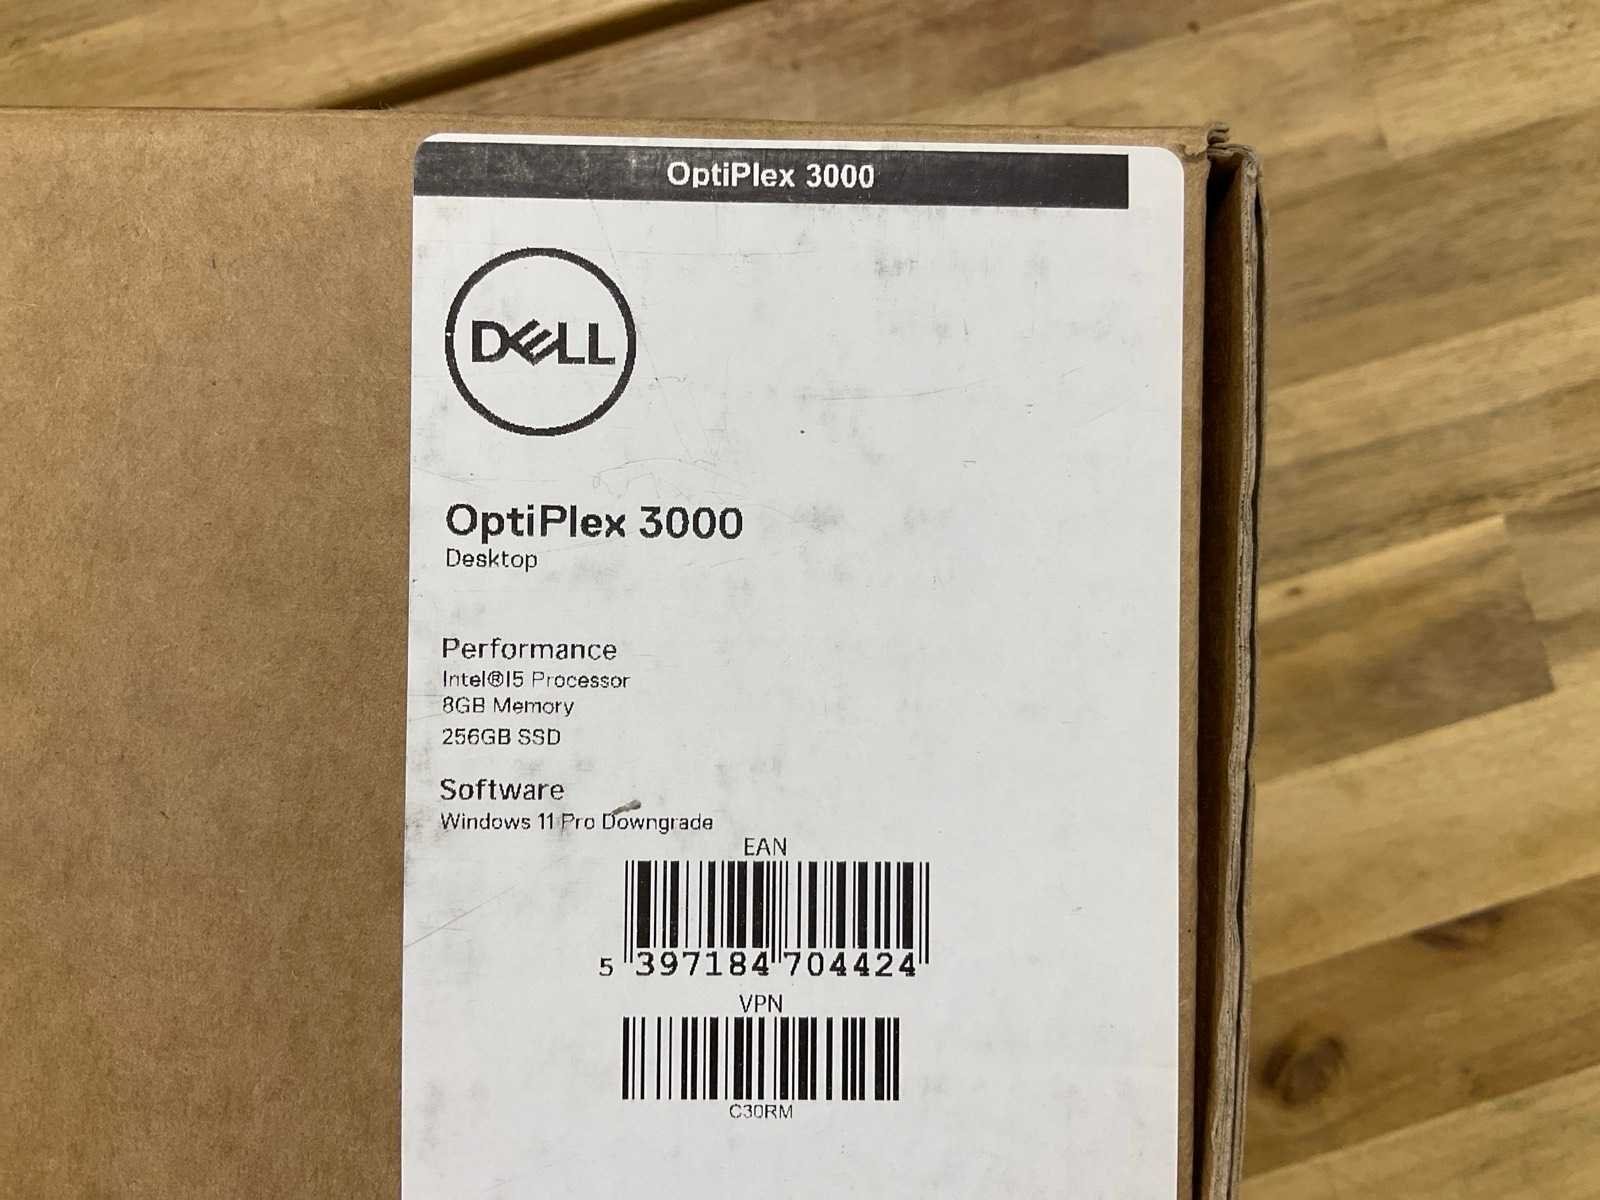 OptiPlex 3000
DELL
OptiPlex 3000
Desktop
Performance
Intel®I5 Processor
8GB Memory
256GB SSD
Software
Windows 11 Pro Downgrade
EAN
5 397184 704424
VPN
C30RM